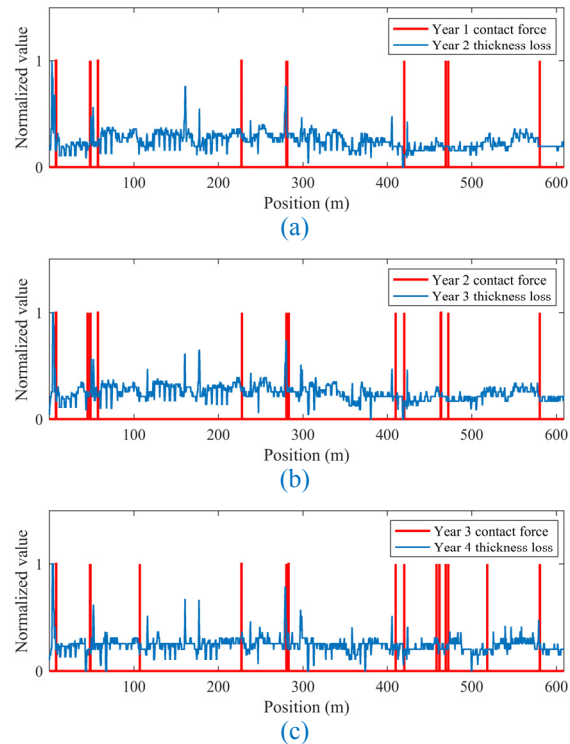 Normalized value
1
0
Year 1 contact force
Year 2 thickness loss
100 200 300 400 500 600
Position (m)
(a)
Normalized value
1
0
Year 2 contact force
Year 3 thickness loss
100 200 300 400 500 600
Position (m)
(b)
Normalized value
1
0
Year 3 contact force
Year 4 thickness loss
100 200 300 400 500 600
Position (m)
(c)